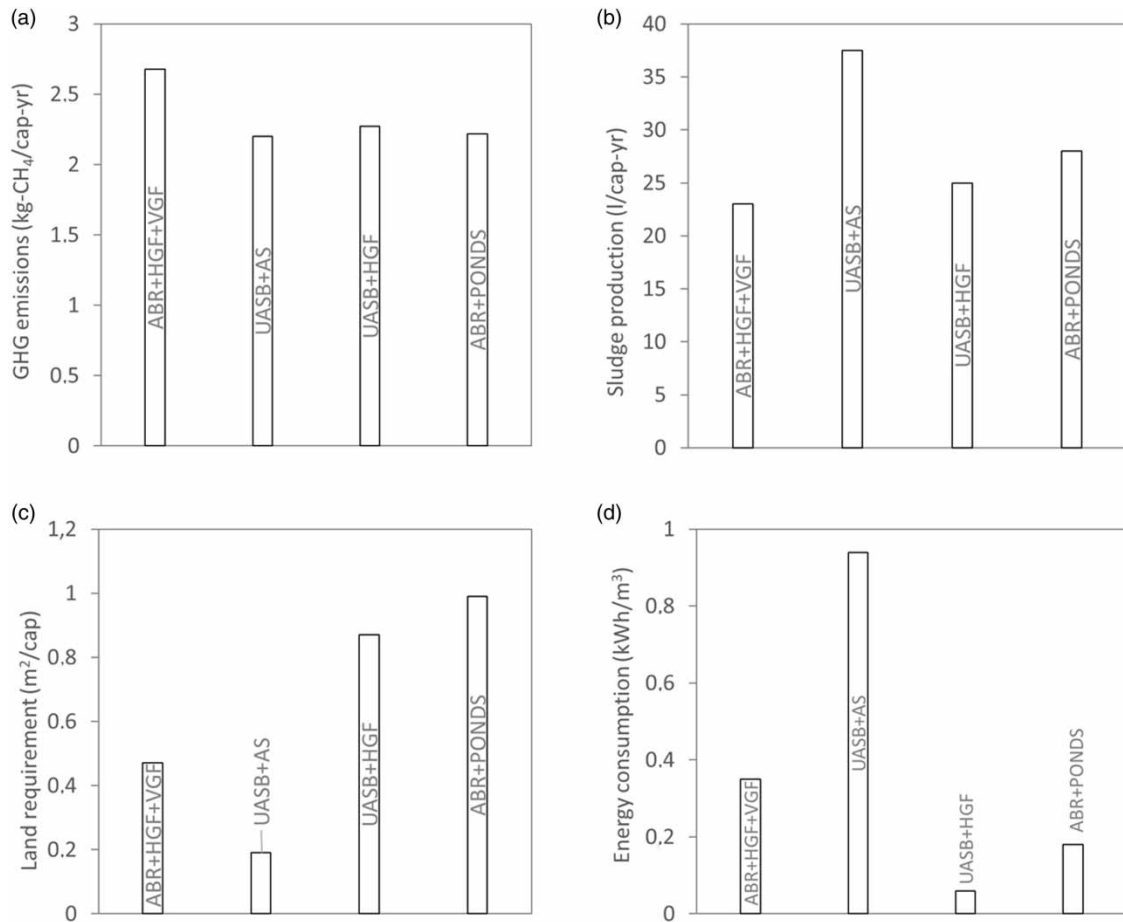 (a)
GHG emissions (kg-CH₄/cap-yr)
3
2.5
2
1.5
1
0.5
0
ABR+HGF+VGF
UASB+AS
UASB+HGF
ABR+PONDS
(b)
Sludge production (l/cap-yr)
40
35
30
25
20
15
10
5
0
ABR+HGF+VGF
UASB+AS
UASB+HGF
ABR+PONDS
(c)
Land requirement (m²/cap)
1,2
1
0.8
0.6
0.4
0.2
0
ABR+HGF+VGF
UASB+AS
UASB+HGF
ABR+PONDS
(d)
Energy consumption (kWh/m³)
1
0.8
0.6
0.4
0.2
0
ABR+HGF+VGF
UASB+AS
UASB+HGF
ABR+PONDS